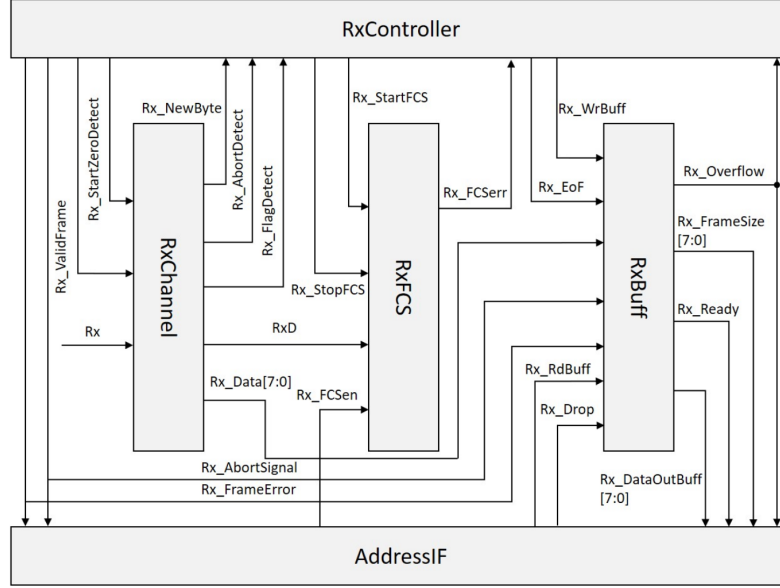 RxController
Rx_NewByte
Rx_StartFCS
Rx_WrBuff
Rx_StartZeroDetect
Rx_AbortDetect
Rx_Overflow
Rx_FCSerr
Rx_EoF
Rx_ValidFrame
Rx_FlagDetect
Rx_FrameSize
[7:0]
RxChannel
RxFCS
RxBuff
Rx_StopFCS
Rx_Ready
Rx
RxD
Rx_Data[7:0]
Rx_RdBuff
Rx_FCSen
Rx_Drop
Rx_AbortSignal
Rx_FrameError
Rx_DataOutBuff
[7:0]
AddressIF